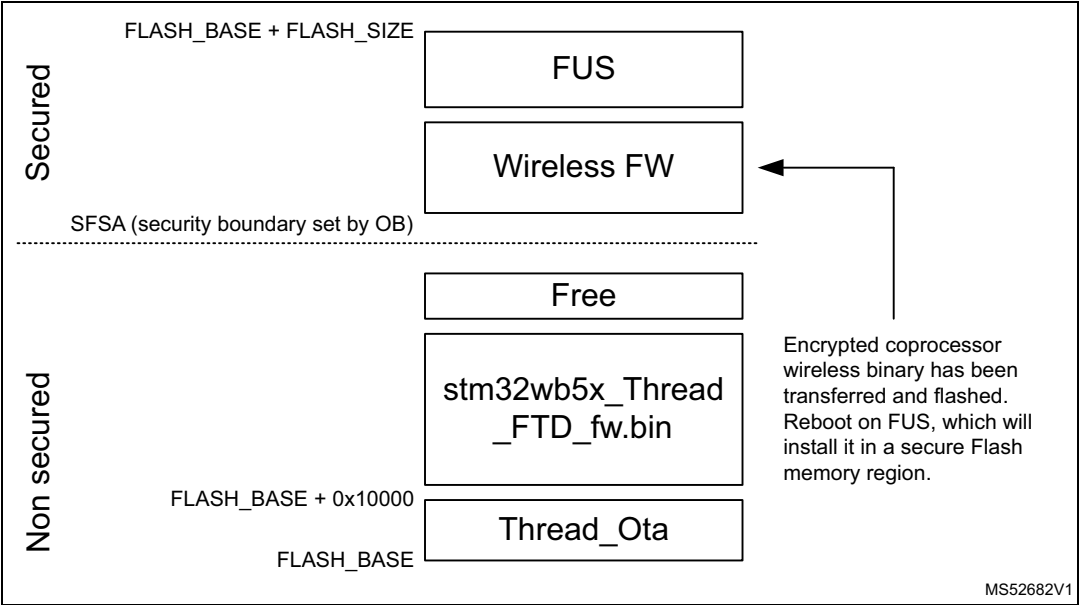 FLASH_BASE + FLASH_SIZE
FUS
Secured
Wireless FW
SFSA (security boundary set by OB)
Free
Encrypted coprocessor
wireless binary has been
transferred and flashed.
Reboot on FUS, which will
install it in a secure Flash
memory region.
stm32wb5x_Thread
_FTD_fw.bin
Non secured
FLASH_BASE + 0x10000
Thread_Ota
FLASH_BASE
MS52682V1